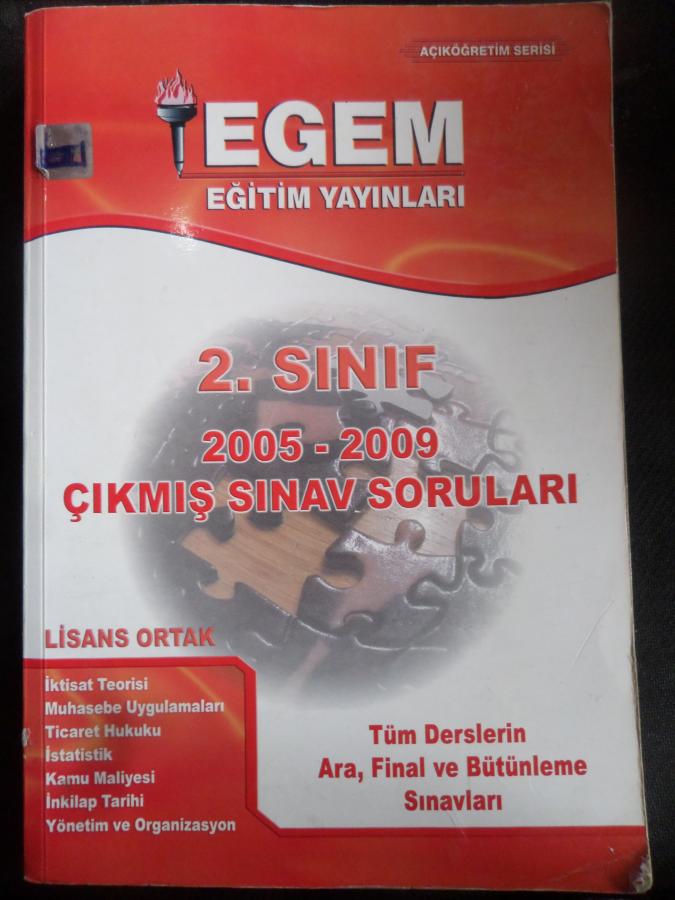 AÇIKÖĞRETİM SERİSİ
EGEM
EĞİTİM YAYINLARI
2. SINIF
2005 - 2009
ÇIKMIŞ SINAV SORULARI
LİSANS ORTAK
İktisat Teorisi
Muhasebe Uygulamaları
Ticaret Hukuku
İstatistik
Kamu Maliyesi
İnkilap Tarihi
Yönetim ve Organizasyon
Tüm Derslerin
Ara, Final ve Bütünleme
Sınavları